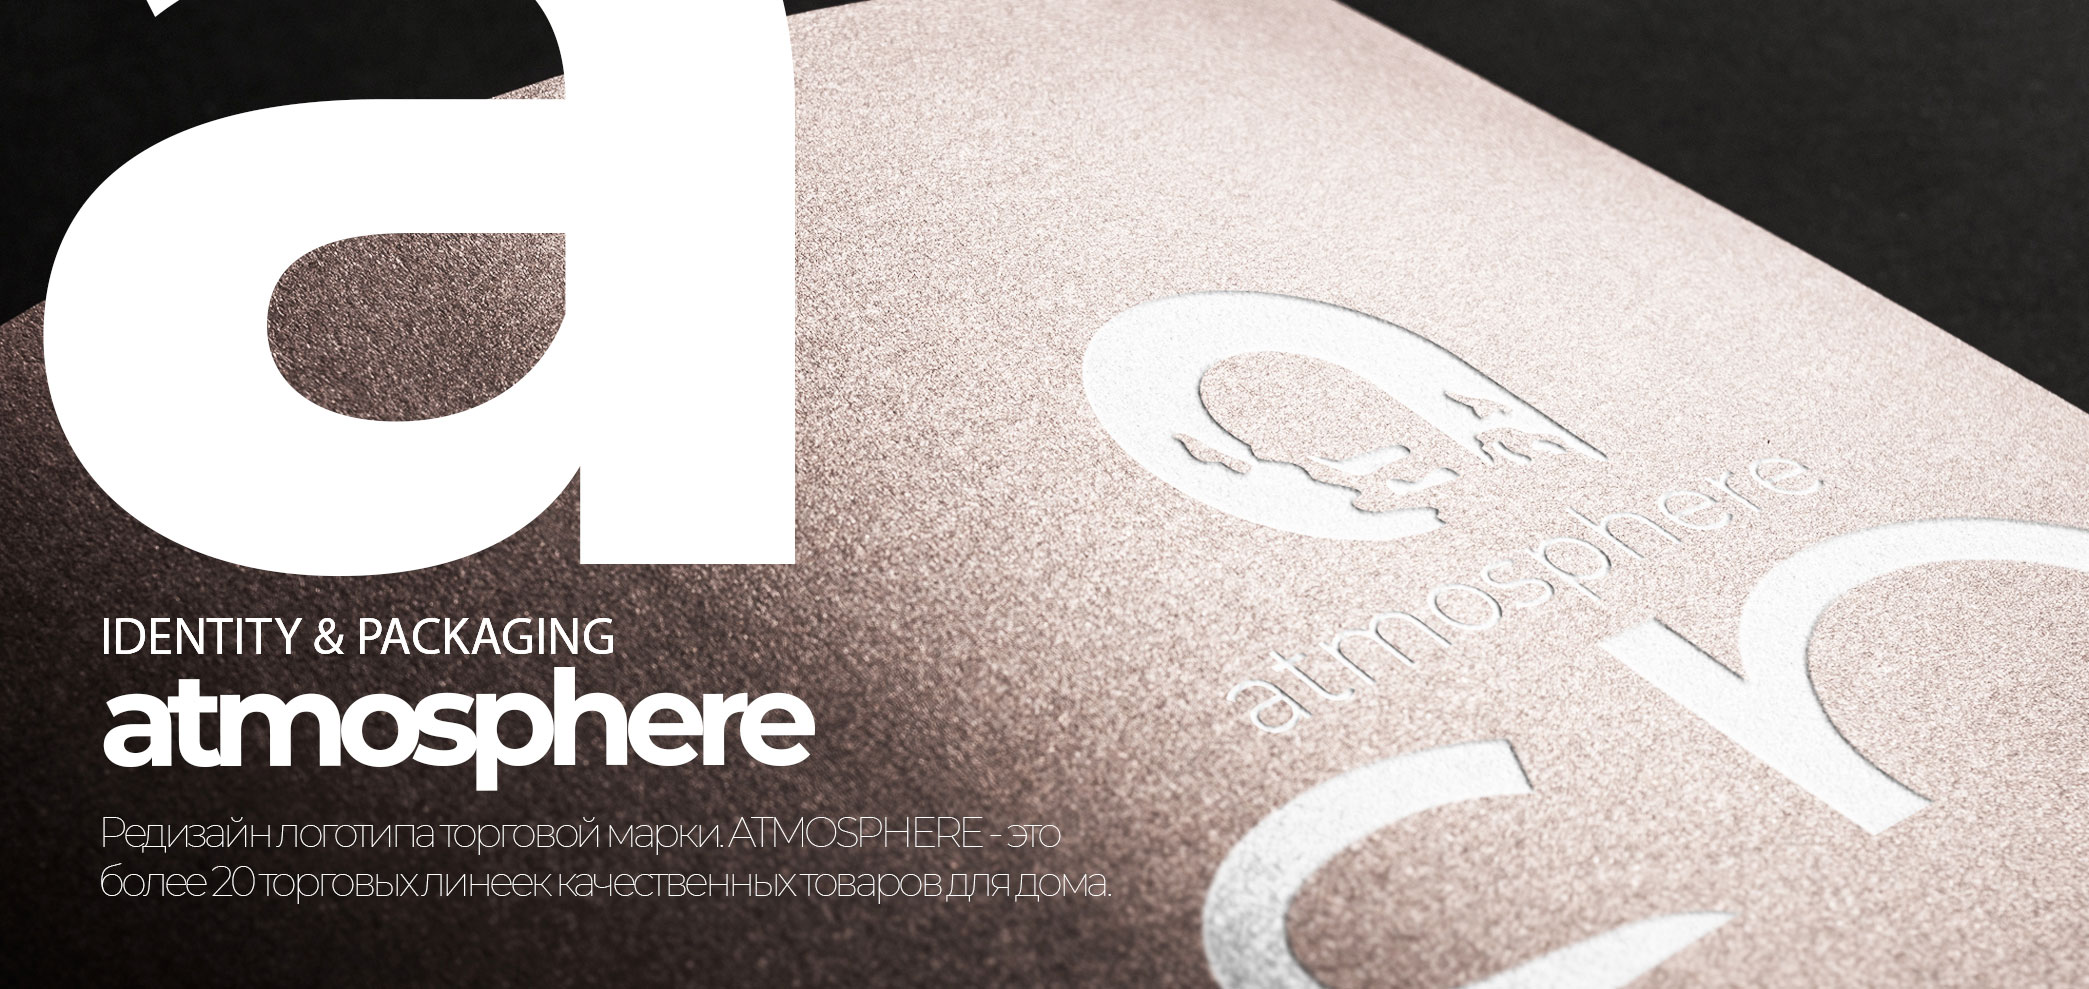 a
IDENTITY & PACKAGING
atmosphere
Редизайн логотипа торговой марки. ATMOSPHERE - это
более 20 торговых линеек качественных товаров для дома.
a
atmosphere